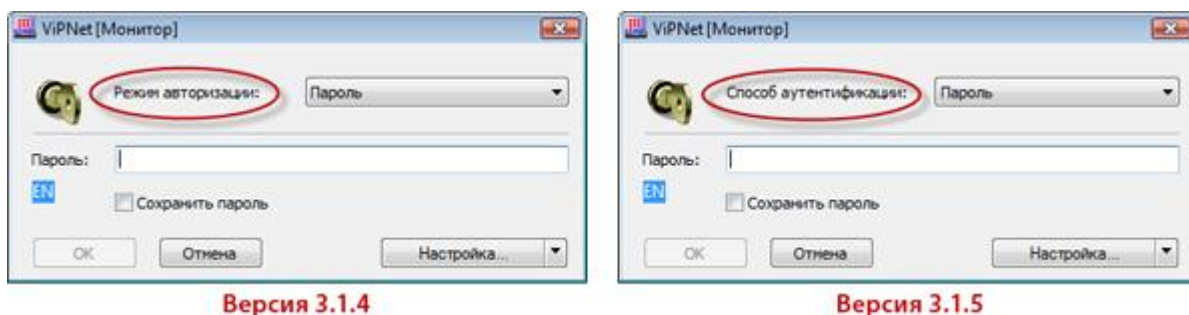 ViPNet [Монитор]
Режим авторизации:
Пароль
Пароль:
EN
Сохранить пароль
OK
Отмена
Настройка...
Версия 3.1.4
ViPNet [Монитор]
Способ аутентификации:
Пароль
Пароль:
EN
Сохранить пароль
OK
Отмена
Настройка...
Версия 3.1.5